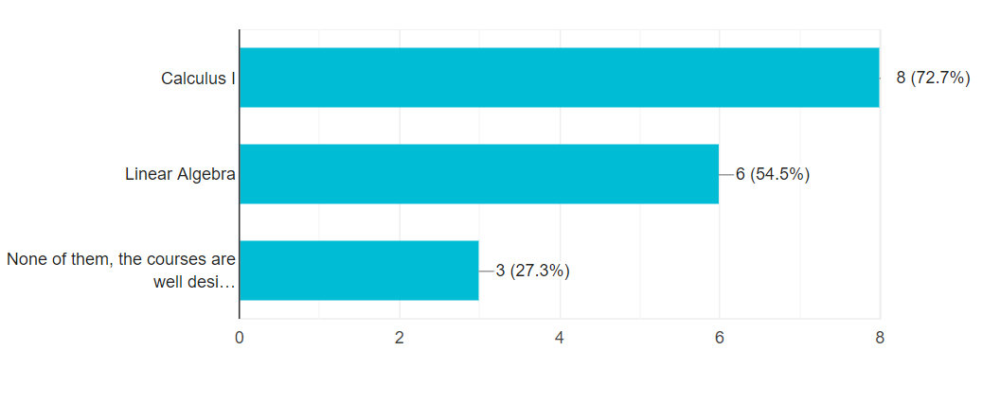 Calculus I
8 (72.7%)
Linear Algebra
6 (54.5%)
None of them, the courses are
well desi…
3 (27.3%)
0
2
4
6
8